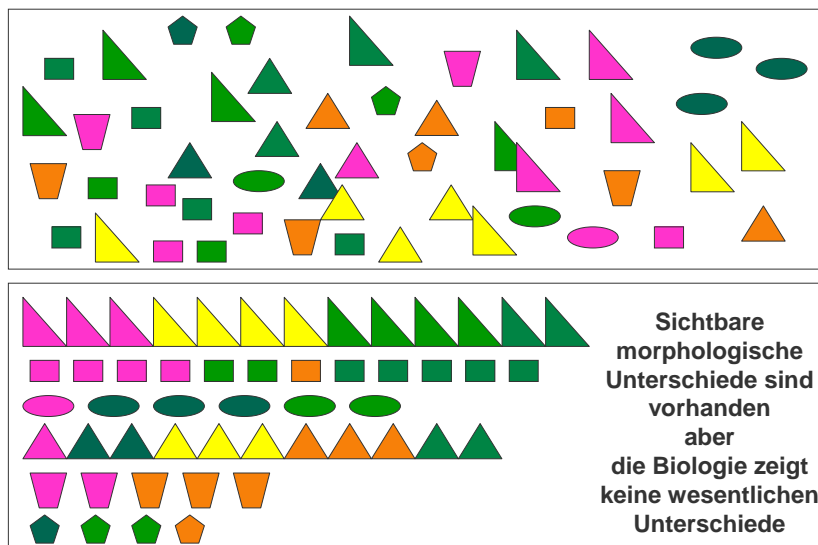 Sichtbare
morphologische
Unterschiede sind
vorhanden
aber
die Biologie zeigt
keine wesentlichen
Unterschiede